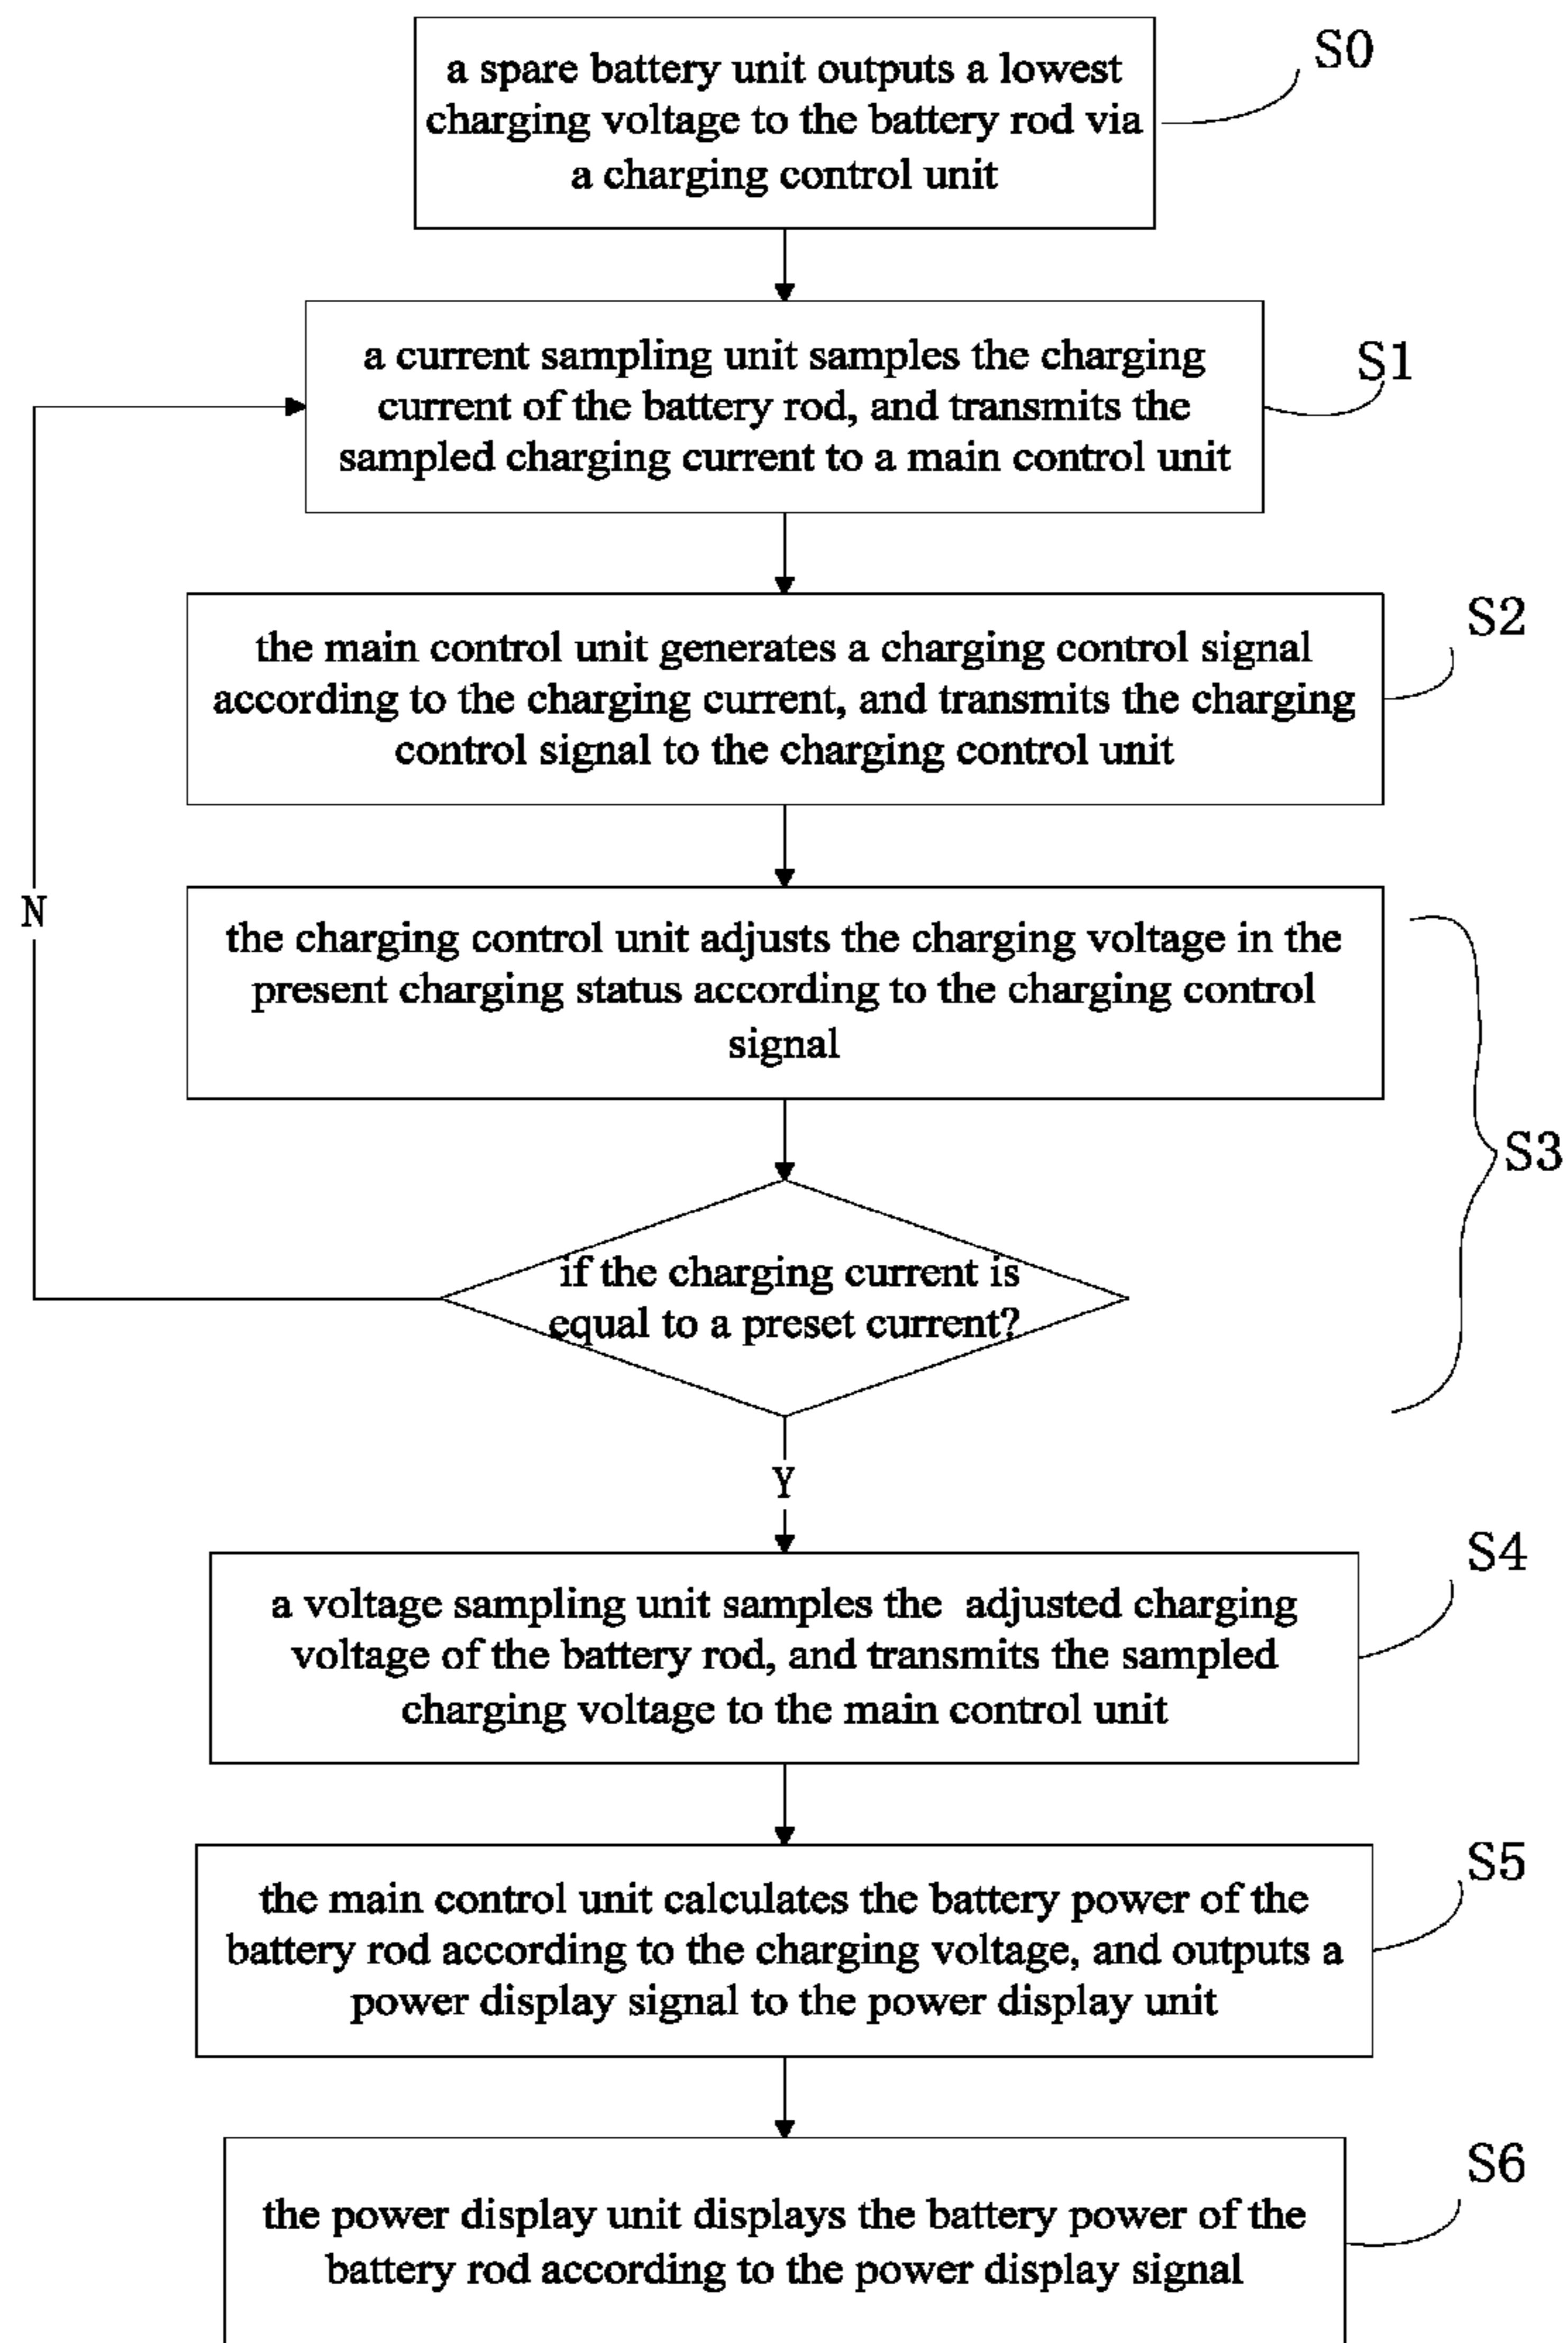 a spare battery unit outputs a lowest
charging voltage to the battery rod via
a charging control unit
S0
a current sampling unit samples the charging
current of the battery rod, and transmits the
sampled charging current to a main control unit
S1
the main control unit generates a charging control signal
according to the charging current, and transmits the charging
control signal to the charging control unit
S2
N
the charging control unit adjusts the charging voltage in the
present charging status according to the charging control
signal
S3
if the charging current is
equal to a preset current?
Y
a voltage sampling unit samples the adjusted charging
voltage of the battery rod, and transmits the sampled
charging voltage to the main control unit
S4
the main control unit calculates the battery power of the
battery rod according to the charging voltage, and outputs a
power display signal to the power display unit
S5
the power display unit displays the battery power of the
battery rod according to the power display signal
S6